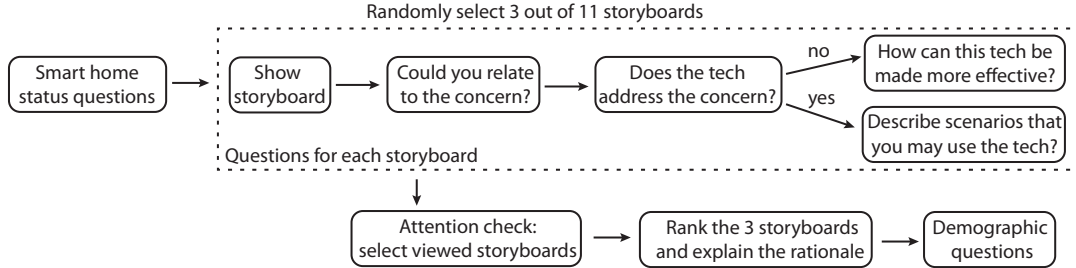 Randomly select 3 out of 11 storyboards
Smart home
status questions
Show
storyboard
Could you relate
to the concern?
Does the tech
address the concern?
no
How can this tech be
made more effective?
yes
Describe scenarios that
you may use the tech?
Questions for each storyboard
Attention check:
select viewed storyboards
Rank the 3 storyboards
and explain the rationale
Demographic
questions